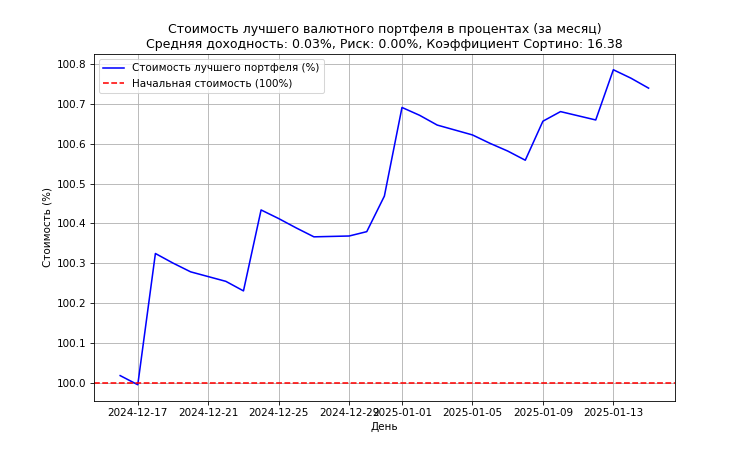 Стоимость лучшего валютного портфеля в процентах (за месяц)
Средняя доходность: 0.03%, Риск: 0.00%, Коэффициент Сортино: 16.38
Стоимость лучшего портфеля (%)
Начальная стоимость (100%)
Стоимость (%)
100.8
100.7
100.6
100.5
100.4
100.3
100.2
100.1
100.0
2024-12-17
2024-12-21
2024-12-25
2024-12-29
2025-01-01
2025-01-05
2025-01-09
2025-01-13
День